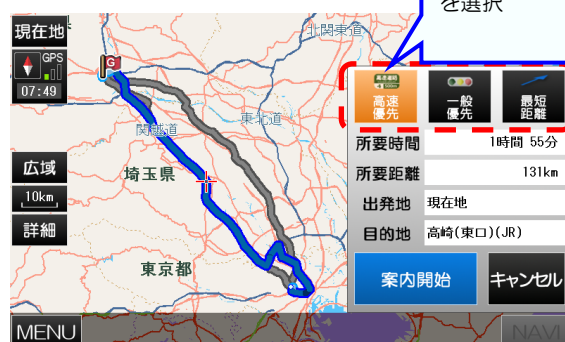 を選択
現在地
GPS
07:49
北関東道
G
東北道
関越道
埼玉県
東京都
広域
10km
詳細
高速
優先
一般
優先
最短
距離
所要時間 1時間 55分
所要距離 131km
出発地 現在地
目的地 高崎(東口)(JR)
案内開始 キャンセル
MENU
NAVI